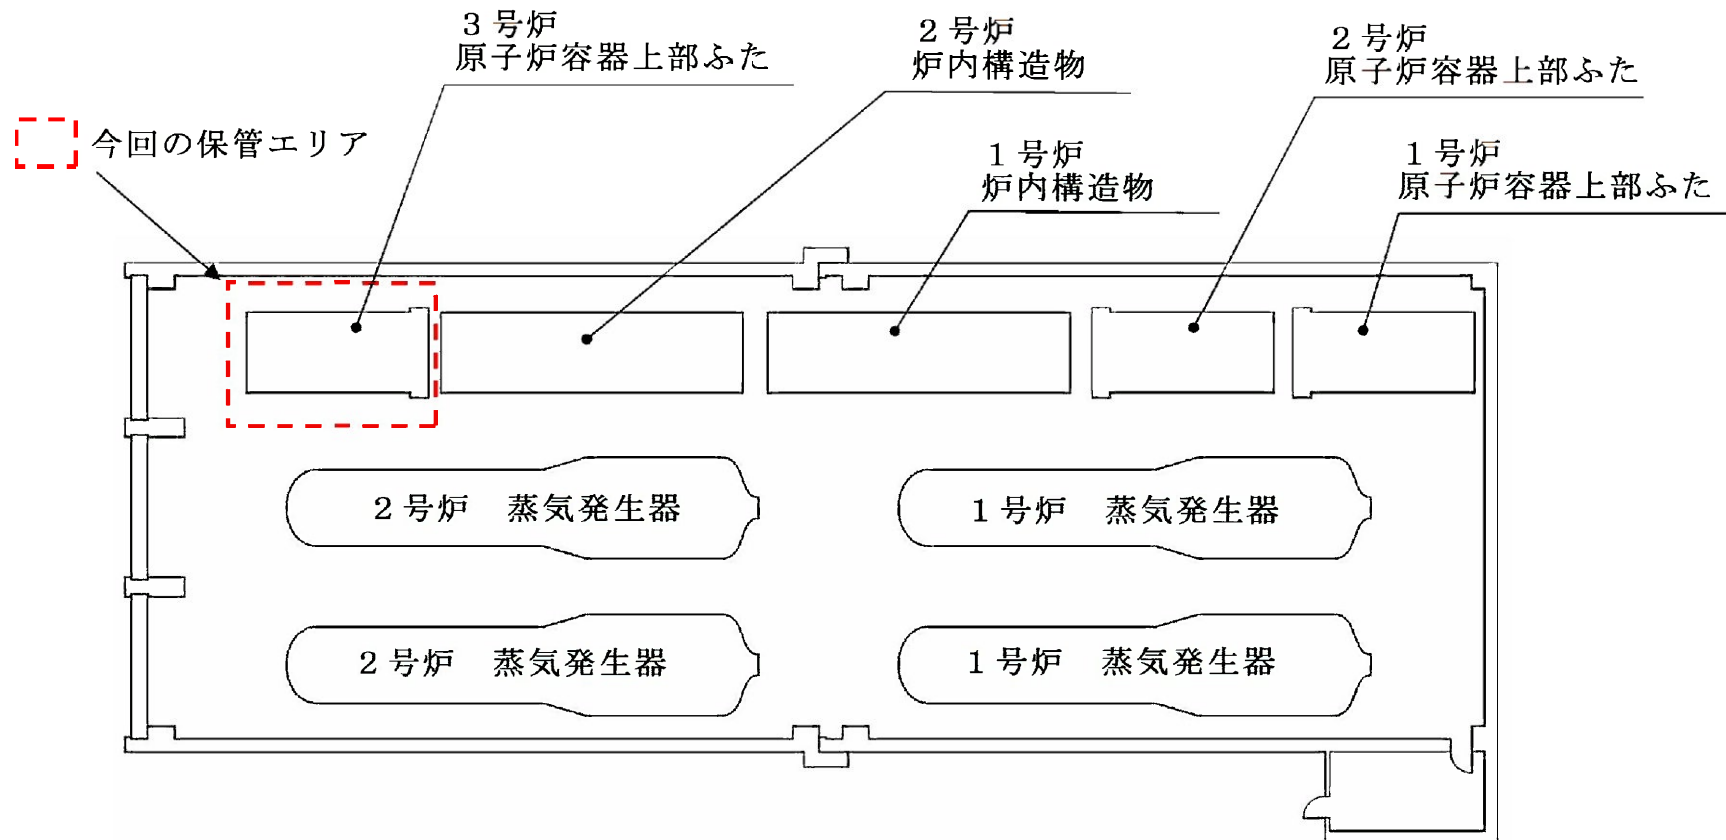 3号炉
原子炉容器上部ふた
2号炉
炉内構造物
2号炉
原子炉容器上部ふた
今回の保管エリア
1号炉
炉内構造物
1号炉
原子炉容器上部ふた
2号炉 蒸気発生器
1号炉 蒸気発生器
2号炉 蒸気発生器
1号炉 蒸気発生器